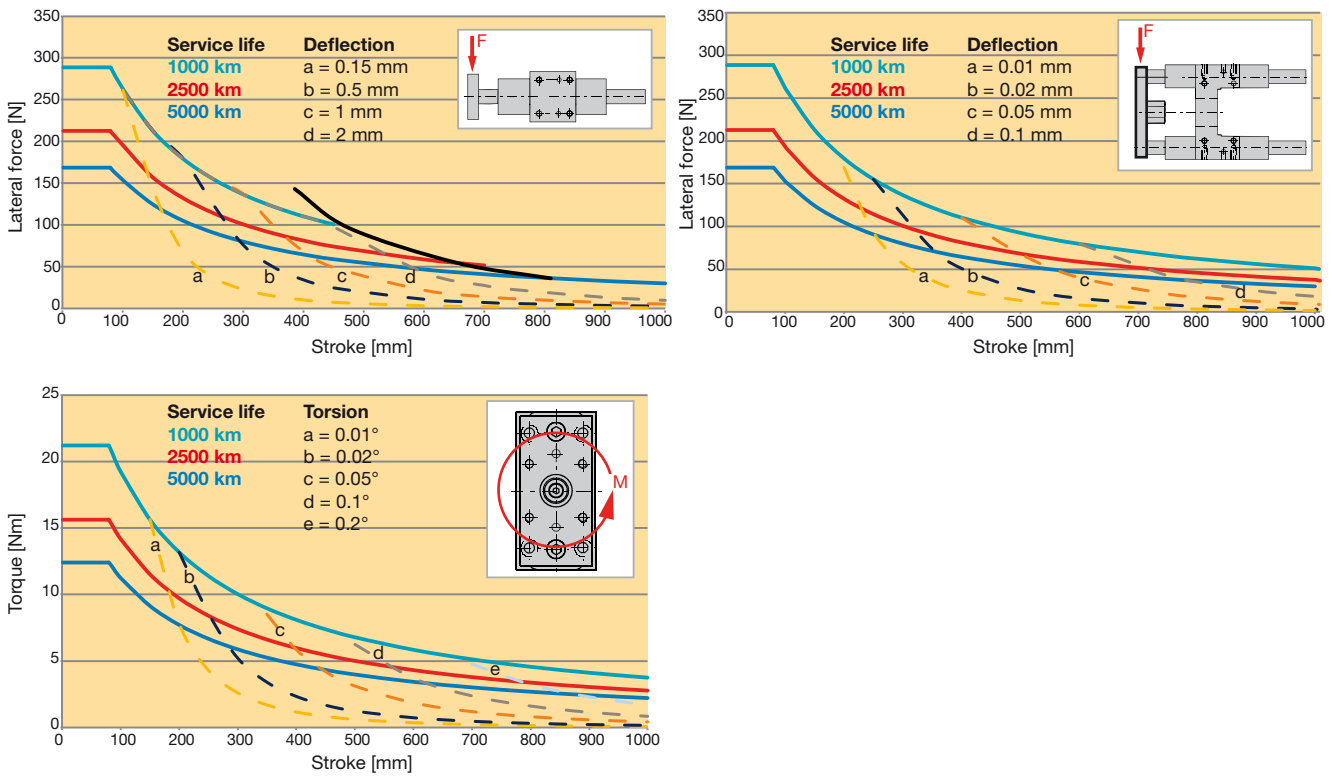 350
300
250
200
150
100
50
0
Lateral force [N]
Service life Deflection
1000 km a = 0.15 mm
2500 km b = 0.5 mm
5000 km c = 1 mm
d = 2 mm
F
a b c d
0 100 200 300 400 500 600 700 800 900 1000
Stroke [mm]
350
300
250
200
150
100
50
0
Lateral force [N]
Service life Deflection
1000 km a = 0.01 mm
2500 km b = 0.02 mm
5000 km c = 0.05 mm
d = 0.1 mm
F
a b c d
0 100 200 300 400 500 600 700 800 900 1000
Stroke [mm]
25
20
15
10
5
0
Torque [Nm]
Service life Torsion
1000 km a = 0.01°
2500 km b = 0.02°
5000 km c = 0.05°
d = 0.1°
e = 0.2°
M
a
b
c
d
e
0 100 200 300 400 500 600 700 800 900 1000
Stroke [mm]